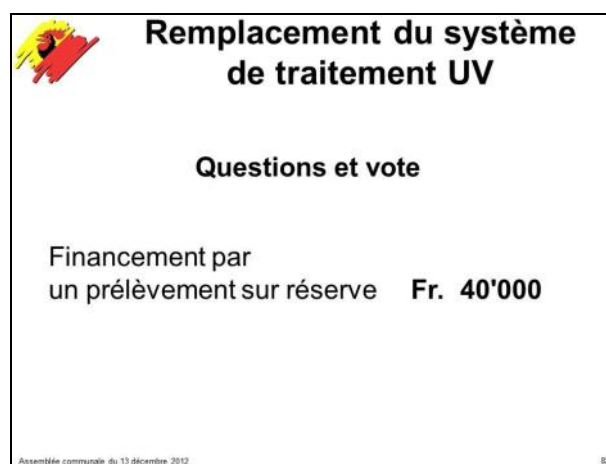 Remplacement du système
de traitement UV
Questions et vote
Financement par
un prélèvement sur réserve Fr. 40'000
Assemblée communale du 13 décembre 2012